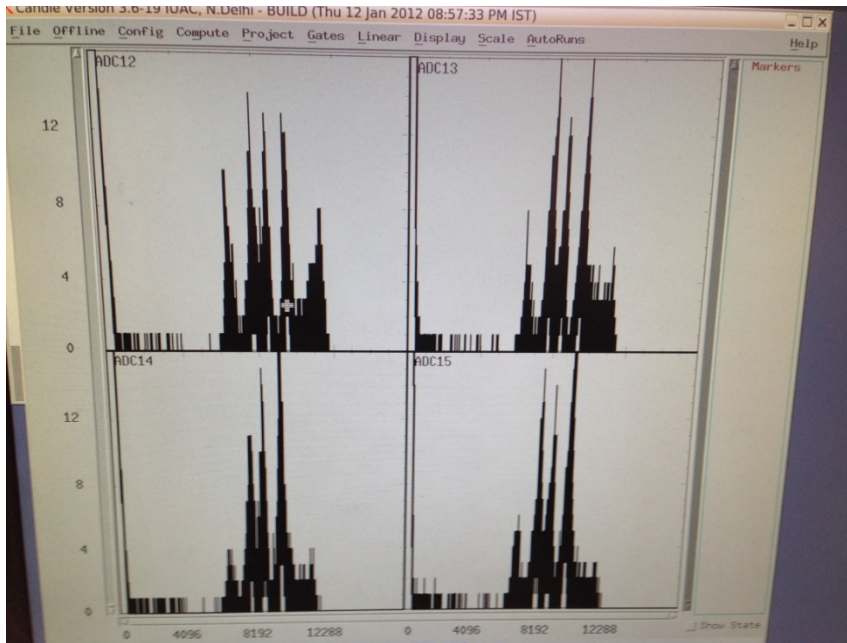 Candle Version 3.6-19 IUAC, N.Delhi - BUILD (Thu 12 Jan 2012 08:57:33 PM IST)
File Offline Config Compute Project Gates Linear Display Scale AutoRuns Help
ADC12 ADC13 Markers
12
8
4
0
ADC14 ADC15
12
8
4
0
0 4096 8192 12288 0 4096 8192 12288 Show State